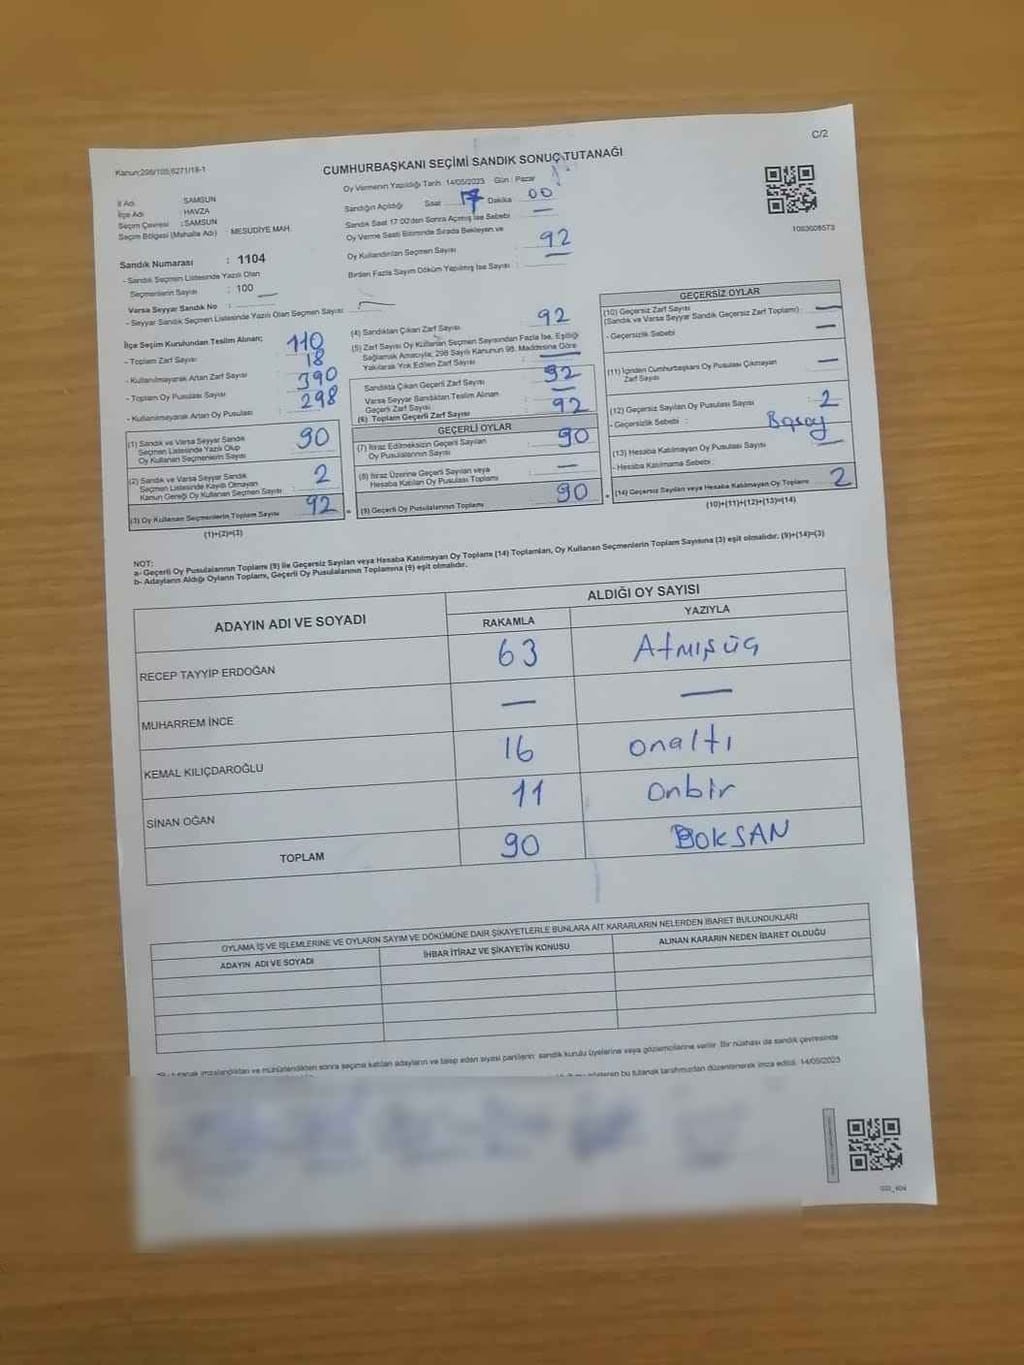 C/2
Kanun:298/105;6271/18-1
CUMHURBAŞKANI SEÇİMİ SANDIK SONUÇ TUTANAĞI
Oy Vermenin Yapıldığı Tarih: 14/05/2023 Gün : Pazar
İl Adı : SAMSUN
İlçe Adı : HAVZA
Seçim Çevresi : SAMSUN
Seçim Bölgesi (Mahalle Adı) : MESUDİYE MAH.
Sandık Numarası : 1104
- Sandık Seçmen Listesinde Yazılı Olan
Seçmenlerin Sayısı : 100
Varsa Seyyar Sandık No : —
- Seyyar Sandık Seçmen Listesinde Yazılı Olan Seçmen Sayısı: —
Sandığın Açıldığı Saat 17 Dakika 00
Sandık Saat 17:00'den Sonra Açılmış İse Sebebi : —
Oy Verme Saati Bitiminde Sırada Bekleyen ve
Oy Kullandırılan Seçmen Sayısı : 92
Birden Fazla Sayım Döküm Yapılmış İse Sayısı : —
İlçe Seçim Kurulundan Teslim Alınan;
- Toplam Zarf Sayısı : 110
- Kullanılmayarak Artan Zarf Sayısı : 18
- Toplam Oy Pusulası Sayısı : 390
- Kullanılmayarak Artan Oy Pusulası : 298
(1) Sandık ve Varsa Seyyar Sandık
Seçmen Listesinde Yazılı Olup
Oy Kullanan Seçmenlerin Sayısı : 90
(2) Sandık ve Varsa Seyyar Sandık
Seçmen Listesinde Kayıtlı Olmayan
Kanun Gereği Oy Kullanan Seçmen Sayısı : 2
(3) Oy Kullanan Seçmenlerin Toplam Sayısı : 92
(1)+(2)=(3)
(4) Sandıktan Çıkan Zarf Sayısı : 92
(5) Zarf Sayısı Oy Kullanan Seçmen Sayısından Fazla İse, Eşitliği
Sağlamak Amacıyla, 298 Sayılı Kanunun 98. Maddesine Göre
Yakılarak Yok Edilen Zarf Sayısı : —
Sandıkta Çıkan Geçerli Zarf Sayısı : 92
Varsa Seyyar Sandıktan Teslim Alınan
Geçerli Zarf Sayısı : —
(6) Toplam Geçerli Zarf Sayısı : 92
GEÇERLİ OYLAR
(7) İtiraz Edilmeksizin Geçerli Sayılan
Oy Pusulasının Sayısı : 90
(8) İtiraz Üzerine Geçerli Sayılan veya
Hesaba Katılan Oy Pusulası Toplamı : —
= (9) Geçerli Oy Pusulalarının Toplamı : 90
1083608573
GEÇERSİZ OYLAR
(10) Geçersiz Zarf Sayısı
(Sandık ve Varsa Seyyar Sandık Geçersiz Zarf Toplamı) : —
- Geçersizlik Sebebi : —
(11) İçinden Cumhurbaşkanı Oy Pusulası Çıkmayan
Zarf Sayısı : —
(12) Geçersiz Sayılan Oy Pusulası Sayısı : 2
- Geçersizlik Sebebi :
(13) Hesaba Katılmayan Oy Pusulası Sayısı : —
- Hesaba Katılmama Sebebi :
(14) Geçersiz Sayılan veya Hesaba Katılmayan Oy Toplamı : 2
(10)+(11)+(12)+(13)=(14)
NOT:
a- Geçerli Oy Pusulalarının Toplamı (9) ile Geçersiz Sayılan veya Hesaba Katılmayan Oy Toplamı (14) Toplamları, Oy Kullanan Seçmenlerin Toplam Sayısına (3) eşit olmalıdır. (9)+(14)=(3)
b- Adayların Aldığı Oyların Toplamı, Geçerli Oy Pusulalarının Toplamına (9) eşit olmalıdır.
ADAYIN ADI VE SOYADI
ALDIĞI OY SAYISI
RAKAMLA YAZIYLA
RECEP TAYYİP ERDOĞAN 63 Atmışüç
MUHARREM İNCE — —
KEMAL KILIÇDAROĞLU 16 onaltı
SİNAN OĞAN 11 onbir
TOPLAM 90 DOKSAN
OYLAMA İŞ VE İŞLEMLERİNE VE OYLARIN SAYIM VE DÖKÜMÜNE DAİR ŞİKAYETLERLE BUNLARA AİT KARARLARIN NELERDEN İBARET BULUNDUKLARI
ADAYIN ADI VE SOYADI İHBAR İTİRAZ VE ŞİKAYETİN KONUSU ALINAN KARARIN NEDEN İBARET OLDUĞU
imzalandıktan ve mühürlendikten sonra seçime katılan adayların ve talep eden siyasi partilerin sandık kurulu üyelerine veya gözlemcilerine verilir. Bir nüshası da sandık çevresinde
bu tutanak tarafımızdan düzenlenerek imza edildi. 14/05/2023